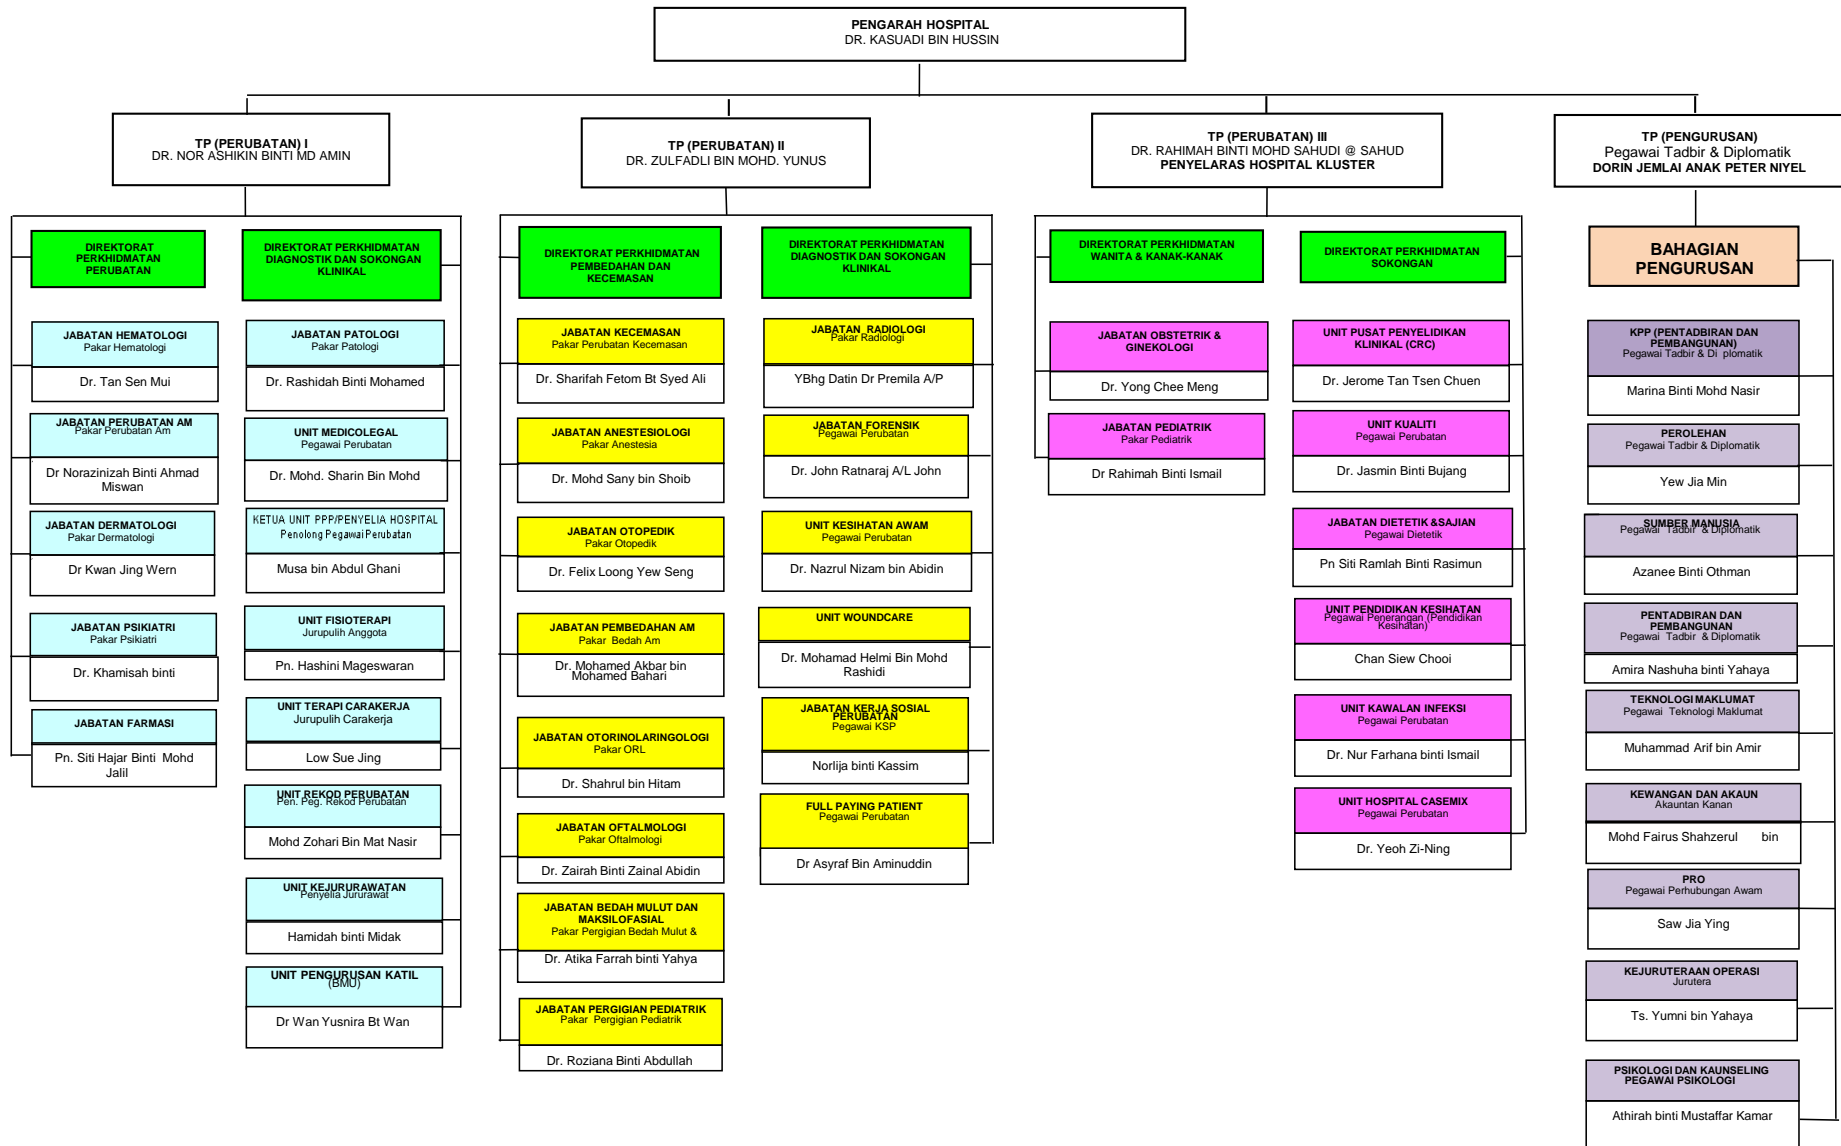 PENGARAH HOSPITAL
DR. KASUADI BIN HUSSIN
TP (PERUBATAN) I
DR. NOR ASHIKIN BINTI MD AMIN
TP (PERUBATAN) II
DR. ZULFADLI BIN MOHD. YUNUS
TP (PERUBATAN) III
DR. RAHIMAH BINTI MOHD SAHUDI @ SAHUD
PENYELARAS HOSPITAL KLUSTER
TP (PENGURUSAN)
Pegawai Tadbir & Diplomatik
DORIN JEMLAI ANAK PETER NIYEL
DIREKTORAT
PERKHIDMATAN
PERUBATAN
JABATAN HEMATOLOGI
Pakar Hematologi
Dr. Tan Sen Mui
JABATAN PERUBATAN AM
Pakar Perubatan Am
Dr Norazinizah Binti Ahmad
Miswan
JABATAN DERMATOLOGI
Pakar Dermatologi
Dr Kwan Jing Wern
JABATAN PSIKIATRI
Pakar Psikiatri
Dr. Khamisah binti
JABATAN FARMASI
Pn. Siti Hajar Binti Mohd
Jalil
DIREKTORAT PERKHIDMATAN
DIAGNOSTIK DAN SOKONGAN
KLINIKAL
JABATAN PATOLOGI
Pakar Patologi
Dr. Rashidah Binti Mohamed
UNIT MEDICOLEGAL
Pegawai Perubatan
Dr. Mohd. Sharin Bin Mohd
KETUA UNIT PPP/PENYELIA HOSPITAL
Penolong Pegawai Perubatan
Musa bin Abdul Ghani
UNIT FISIOTERAPI
Jurupulih Anggota
Pn. Hashini Mageswaran
UNIT TERAPI CARAKERJA
Jurupulih Carakerja
Low Sue Jing
UNIT REKOD PERUBATAN
Pen. Peg. Rekod Perubatan
Mohd Zohari Bin Mat Nasir
UNIT KEJURURAWATAN
Penyelia Jururawat
Hamidah binti Midak
UNIT PENGURUSAN KATIL
(BMU)
Dr Wan Yusnira Bt Wan
DIREKTORAT PERKHIDMATAN
PEMBEDAHAN DAN
KECEMASAN
JABATAN KECEMASAN
Pakar Perubatan Kecemasan
Dr. Sharifah Fetom Bt Syed Ali
JABATAN ANESTESIOLOGI
Pakar Anestesia
Dr. Mohd Sany bin Shoib
JABATAN OTOPEDIK
Pakar Otopedik
Dr. Felix Loong Yew Seng
JABATAN PEMBEDAHAN AM
Pakar Bedah Am
Dr. Mohamed Akbar bin
Mohamed Bahari
JABATAN OTORINOLARINGOLOGI
Pakar ORL
Dr. Shahrul bin Hitam
JABATAN OFTALMOLOGI
Pakar Oftalmologi
Dr. Zairah Binti Zainal Abidin
JABATAN BEDAH MULUT DAN
MAKSILOFASIAL
Pakar Pergigian Bedah Mulut &
Dr. Atika Farrah binti Yahya
JABATAN PERGIGIAN PEDIATRIK
Pakar Pergigian Pediatrik
Dr. Roziana Binti Abdullah
DIREKTORAT PERKHIDMATAN
DIAGNOSTIK DAN SOKONGAN
KLINIKAL
JABATAN RADIOLOGI
Pakar Radiologi
YBhg Datin Dr Premila A/P
JABATAN FORENSIK
Pegawai Perubatan
Dr. John Ratnaraj A/L John
UNIT KESIHATAN AWAM
Pegawai Perubatan
Dr. Nazrul Nizam bin Abidin
UNIT WOUNDCARE
Dr. Mohamad Helmi Bin Mohd
Rashidi
JABATAN KERJA SOSIAL
PERUBATAN
Pegawai KSP
Norlija binti Kassim
FULL PAYING PATIENT
Pegawai Perubatan
Dr Asyraf Bin Aminuddin
DIREKTORAT PERKHIDMATAN
WANITA & KANAK-KANAK
JABATAN OBSTETRIK &
GINEKOLOGI
Dr. Yong Chee Meng
JABATAN PEDIATRIK
Pakar Pediatrik
Dr Rahimah Binti Ismail
DIREKTORAT PERKHIDMATAN
SOKONGAN
UNIT PUSAT PENYELIDIKAN
KLINIKAL (CRC)
Dr. Jerome Tan Tsen Chuen
UNIT KUALITI
Pegawai Perubatan
Dr. Jasmin Binti Bujang
JABATAN DIETETIK &SAJIAN
Pegawai Dietetik
Pn Siti Ramlah Binti Rasimun
UNIT PENDIDIKAN KESIHATAN
Pegawai Penerangan (Pendidikan
Kesihatan)
Chan Siew Chooi
UNIT KAWALAN INFEKSI
Pegawai Perubatan
Dr. Nur Farhana binti Ismail
UNIT HOSPITAL CASEMIX
Pegawai Perubatan
Dr. Yeoh Zi-Ning
BAHAGIAN
PENGURUSAN
KPP (PENTADBIRAN DAN
PEMBANGUNAN)
Pegawai Tadbir & Di plomatik
Marina Binti Mohd Nasir
PEROLEHAN
Pegawai Tadbir & Diplomatik
Yew Jia Min
SUMBER MANUSIA
Pegawai Tadbir & Diplomatik
Azanee Binti Othman
PENTADBIRAN DAN
PEMBANGUNAN
Pegawai Tadbir & Diplomatik
Amira Nashuha binti Yahaya
TEKNOLOGI MAKLUMAT
Pegawai Teknologi Maklumat
Muhammad Arif bin Amir
KEWANGAN DAN AKAUN
Akauntan Kanan
Mohd Fairus Shahzerul bin
PRO
Pegawai Perhubungan Awam
Saw Jia Ying
KEJURUTERAAN OPERASI
Jurutera
Ts. Yumni bin Yahaya
PSIKOLOGI DAN KAUNSELING
PEGAWAI PSIKOLOGI
Athirah binti Mustaffar Kamar